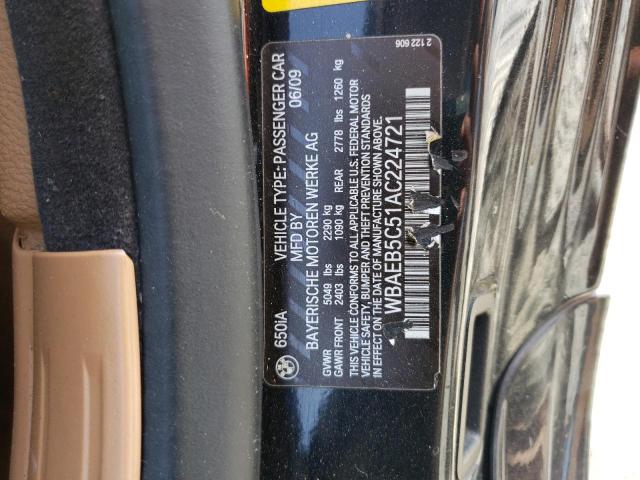 650iA
VEHICLE TYPE: PASSENGER CAR
MFD BY 06/09
BAYERISCHE MOTOREN WERKE AG
GVWR 5049 lbs 2290 kg
GAWR FRONT 2403 lbs 1090 kg REAR 2778 lbs 1260 kg
THIS VEHICLE CONFORMS TO ALL APPLICABLE U.S. FEDERAL MOTOR
VEHICLE SAFETY, BUMPER AND THEFT PREVENTION STANDARDS
IN EFFECT ON THE DATE OF MANUFACTURE SHOWN ABOVE.
WBAEB5C51AC224721
2 122 606